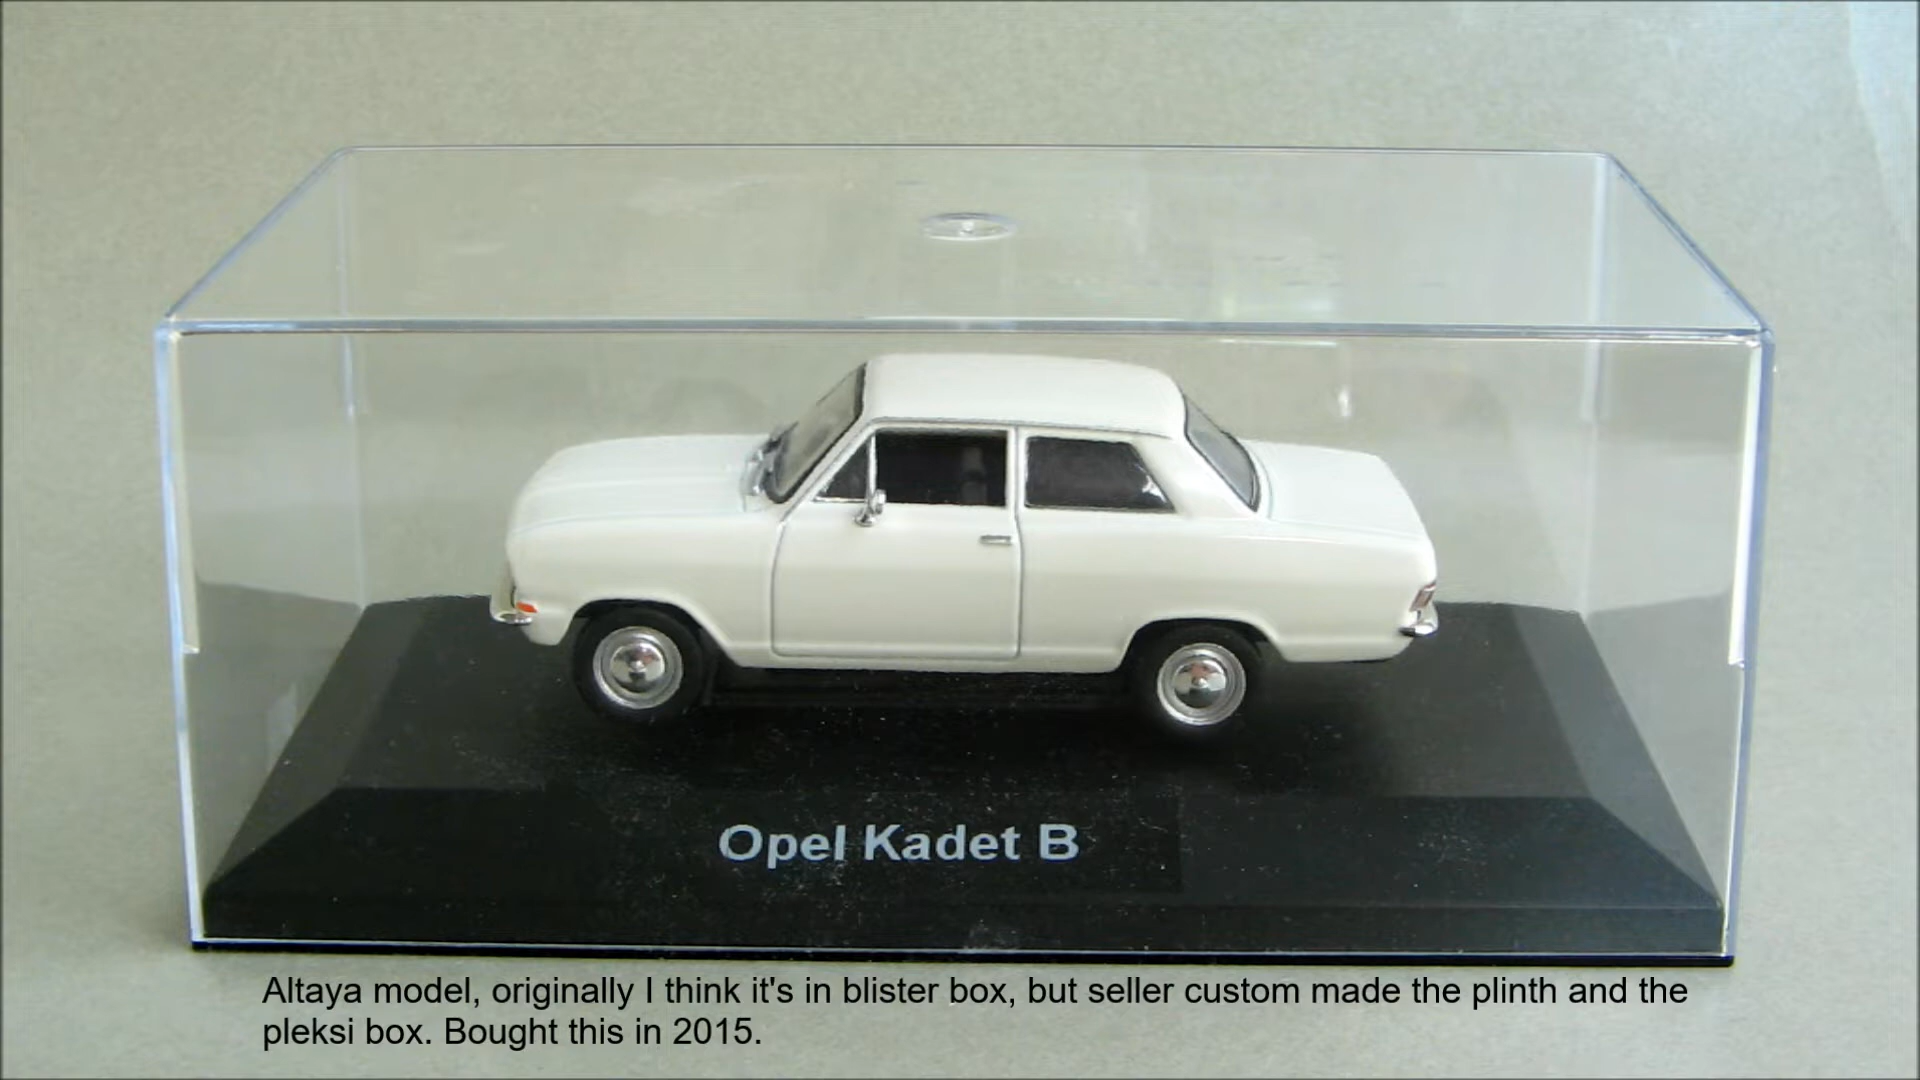 Opel Kadet B
Altaya model, originally I think it's in blister box, but seller custom made the plinth and the
pleksi box. Bought this in 2015.